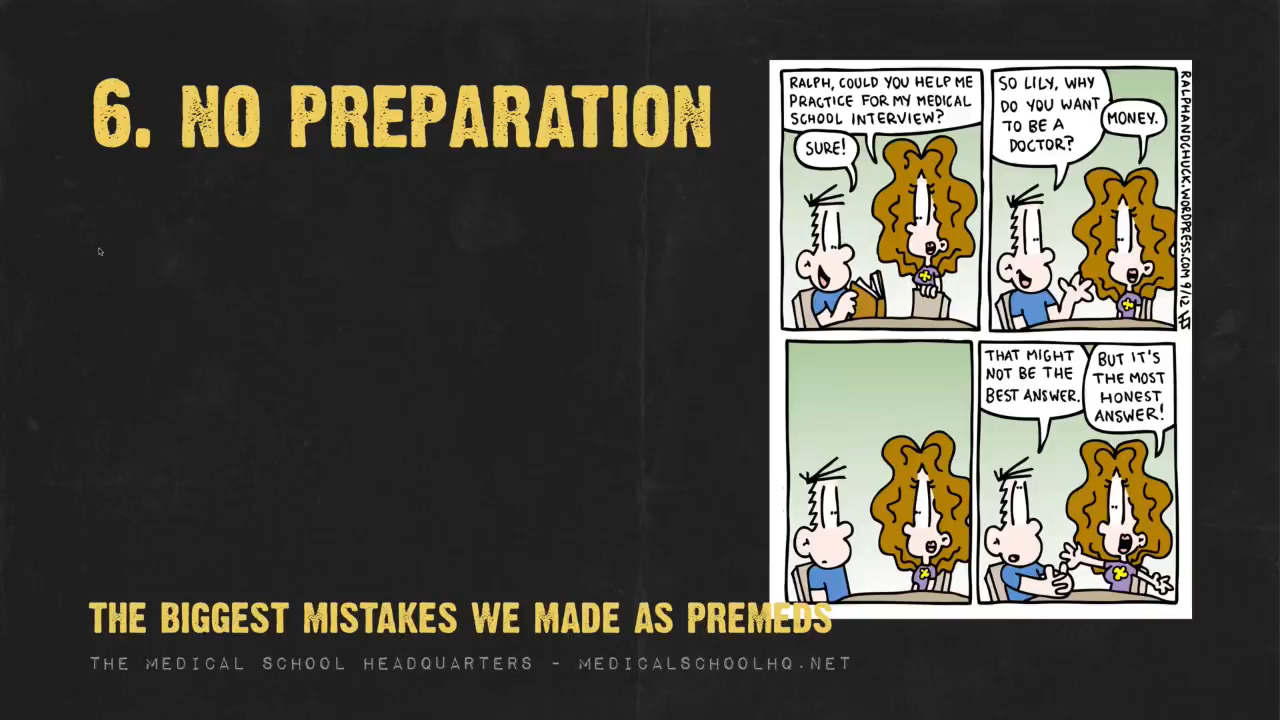 6. NO PREPARATION
RALPH, COULD YOU HELP ME
PRACTICE FOR MY MEDICAL
SCHOOL INTERVIEW?
SURE!
SO LILY, WHY
DO YOU WANT
TO BE A
DOCTOR?
MONEY.
THAT MIGHT
NOT BE THE
BEST ANSWER.
BUT IT'S
THE MOST
HONEST
ANSWER!
RALPHANDCHUCK.WORDPRESS.COM 9/12
THE BIGGEST MISTAKES WE MADE AS PREMEDS
THE MEDICAL SCHOOL HEADQUARTERS - MEDICALSCHOOLHQ.NET